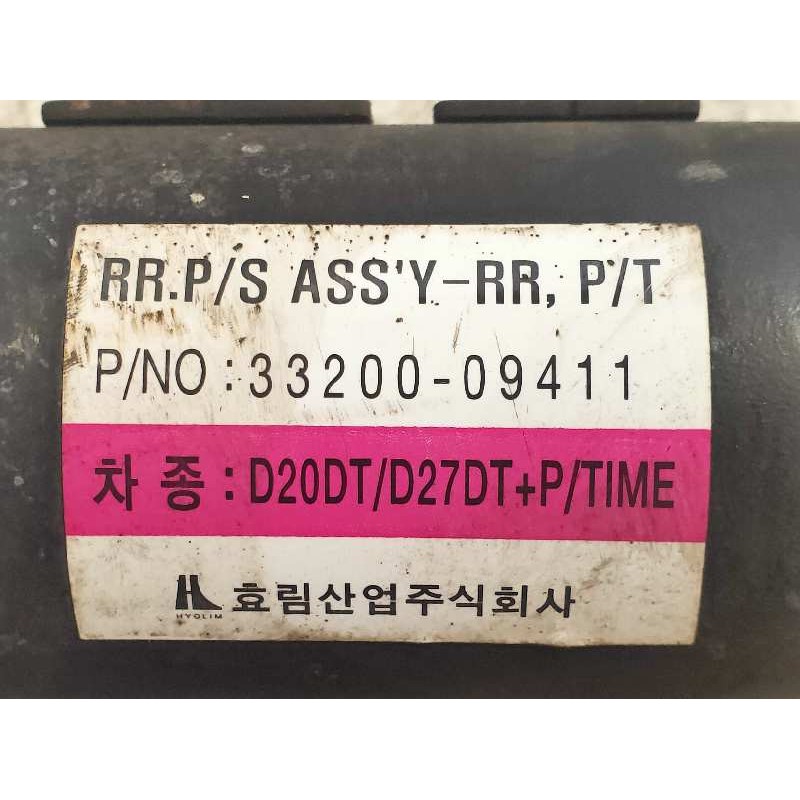 RR.P/S ASS'Y-RR, P/T
P/NO : 33200-09411
차 종 : D20DT/D27DT+P/TIME
HYOLIM 효림산업주식회사